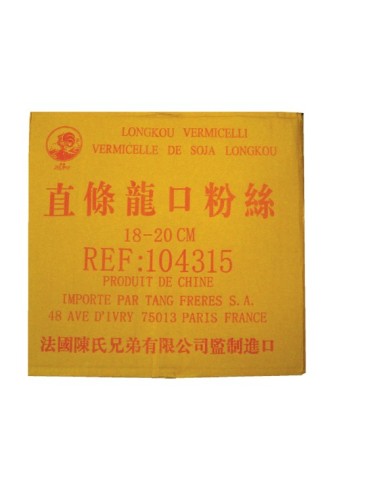 LONGKOU VERMICELLI
VERMICELLE DE SOJA LONGKOU
直條龍口粉絲
18-20CM
REF:104315
PRODUIT DE CHINE
IMPORTE PAR TANG FRERES S.A.
48 AVE D'IVRY 75013 PARIS FRANCE
法國陳氏兄弟有限公司監制進口